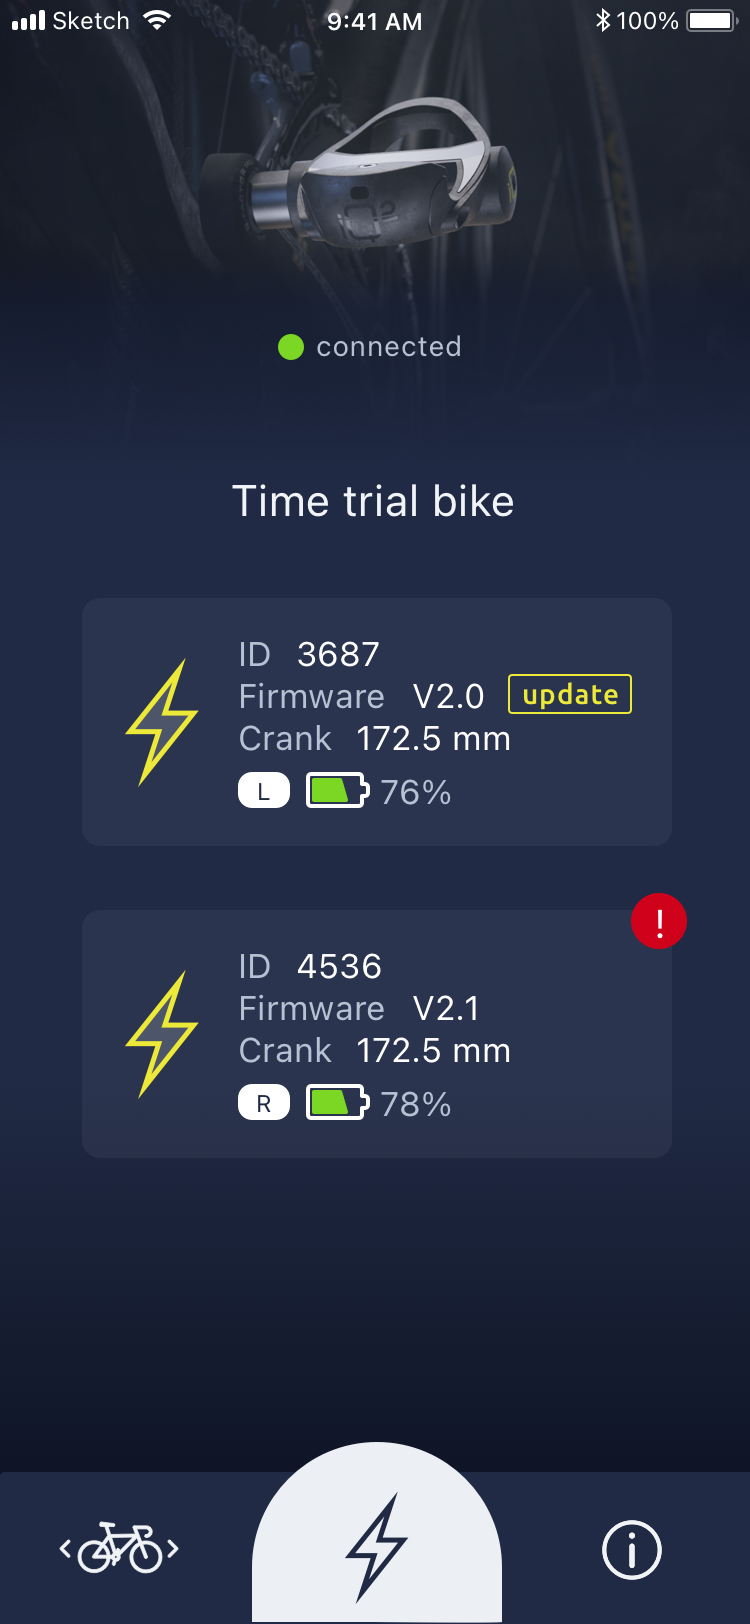 Sketch 9:41 AM 100%
connected
Time trial bike
ID 3687
Firmware V2.0 update
Crank 172.5 mm
L 76%
!
ID 4536
Firmware V2.1
Crank 172.5 mm
R 78%